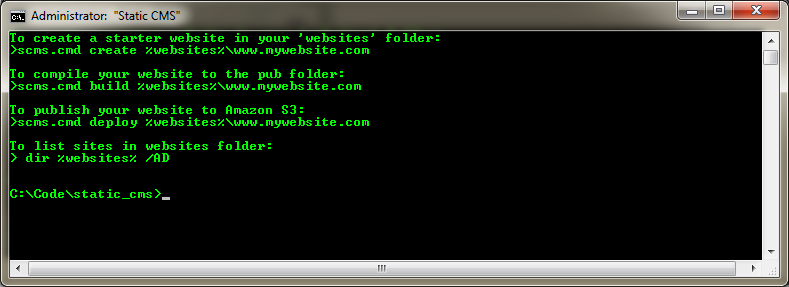 Administrator: "Static CMS"
To create a starter website in your 'websites' folder:
>scms.cmd create %websites%\www.mywebsite.com
To compile your website to the pub folder:
>scms.cmd build %websites%\www.mywebsite.com
To publish your website to Amazon S3:
>scms.cmd deploy %websites%\www.mywebsite.com
To list sites in websites folder:
> dir %websites% /AD
C:\Code\static_cms>_